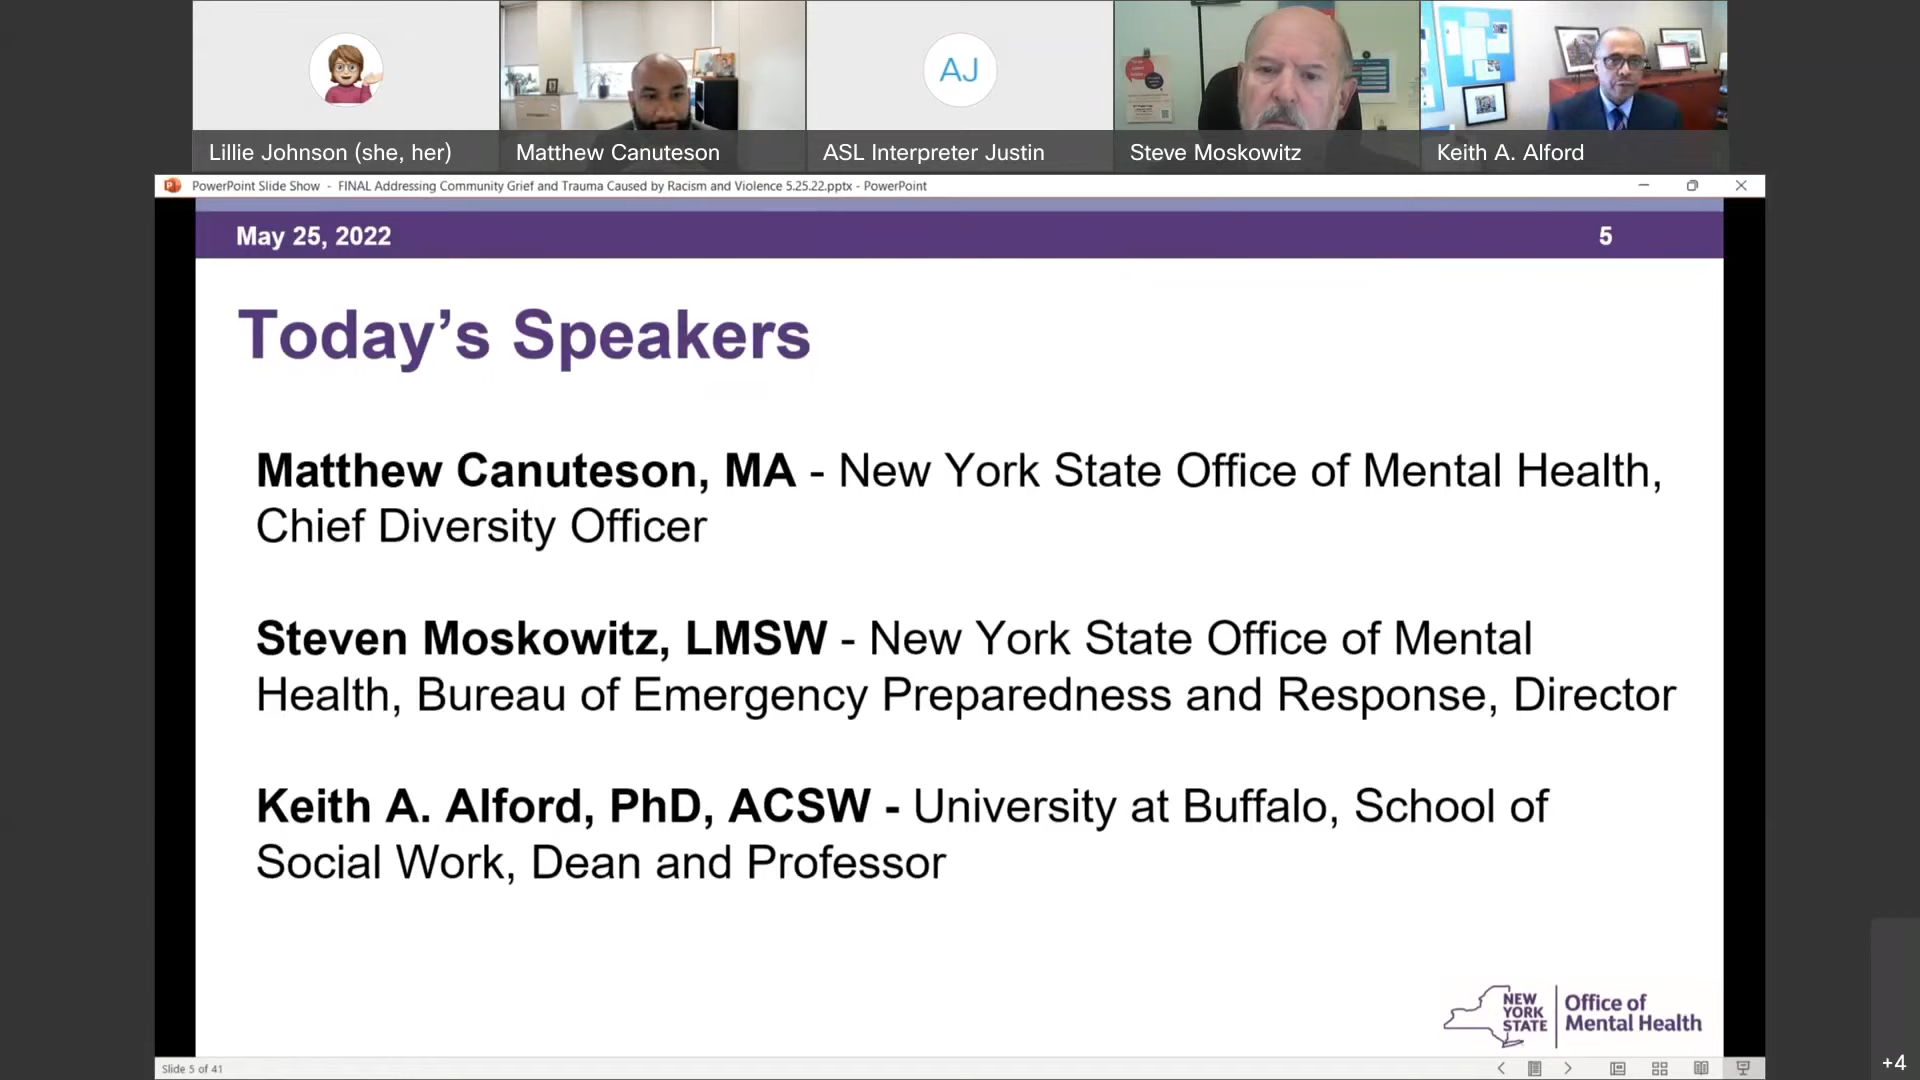 AJ
Lillie Johnson (she, her)
Matthew Canuteson
ASL Interpreter Justin
Steve Moskowitz
Keith A. Alford
PowerPoint Slide Show - FINAL Addressing Community Grief and Trauma Caused by Racism and Violence 5.25.22.pptx - PowerPoint
May 25, 2022
5
Today’s Speakers
Matthew Canuteson, MA - New York State Office of Mental Health,
Chief Diversity Officer
Steven Moskowitz, LMSW - New York State Office of Mental
Health, Bureau of Emergency Preparedness and Response, Director
Keith A. Alford, PhD, ACSW - University at Buffalo, School of
Social Work, Dean and Professor
NEW
YORK
STATE
Office of
Mental Health
Slide 5 of 41
+4